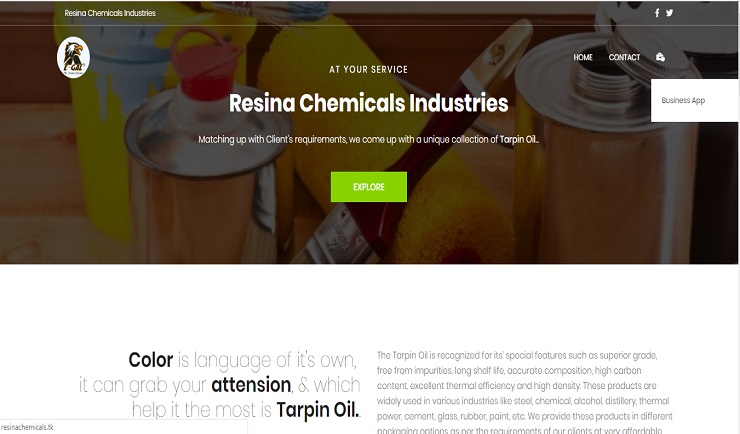 Resina Chemicals Industries
HOME CONTACT
AT YOUR SERVICE
Business App
Resina Chemicals Industries
Matching up with Client's requirements, we come up with a unique collection of Tarpin Oil..
EXPLORE
Color is language of it's own,
it can grab your attension, & which
help it the most is Tarpin Oil.
The Tarpin Oil is recognized for its' special features such as superior grade,
free from impurities, long shelf life, accurate composition, high carbon
content, excellent thermal efficiency and high density. These products are
widely used in various industries like steel, chemical, alcohol, distillery, thermal
power, cement, glass, rubber, paint, etc. We provide these products in different
packaging options as per the requirements of our clients at very affordable
resinachemicals.tk